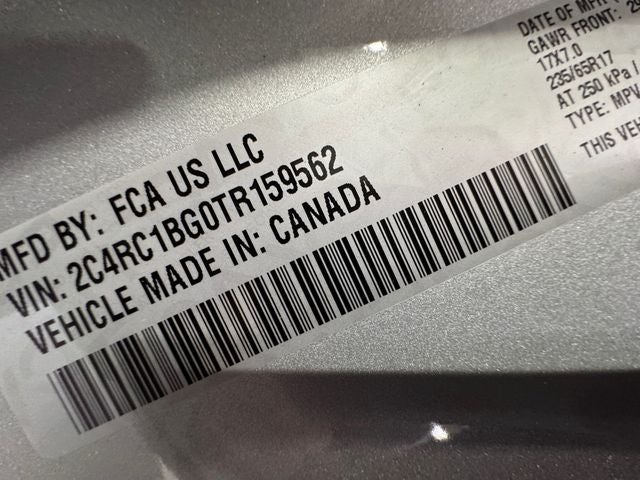 MFD BY: FCA US LLC
VIN: 2C4RC1BG0TR159562
VEHICLE MADE IN: CANADA
DATE OF MFR
GAWR FRONT:
17X7.0
235/65R17
AT 250 kPa /
TYPE: MPV
THIS VEH